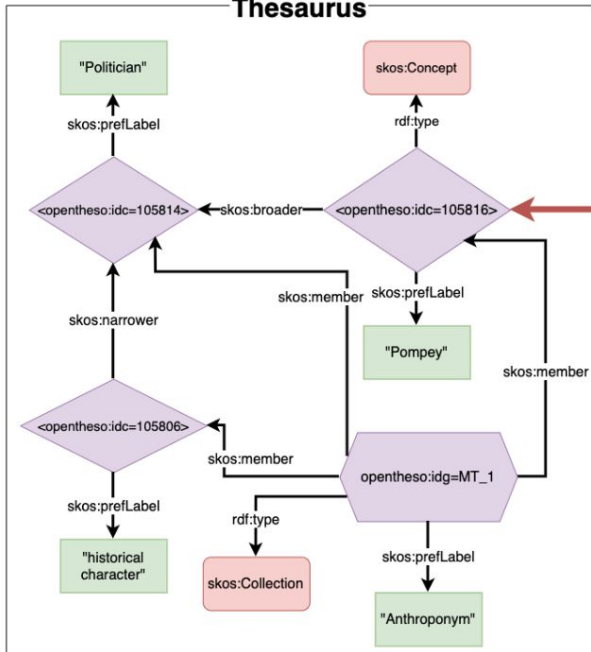 Thesaurus
"Politician"
skos:Concept
skos:prefLabel
rdf:type
<opentheso:idc=105814>
skos:broader
<opentheso:idc=105816>
skos:member
skos:prefLabel
skos:narrower
"Pompey"
skos:member
<opentheso:idc=105806>
skos:member
opentheso:idg=MT_1
skos:prefLabel
rdf:type
skos:prefLabel
"historical
character"
skos:Collection
"Anthroponym"